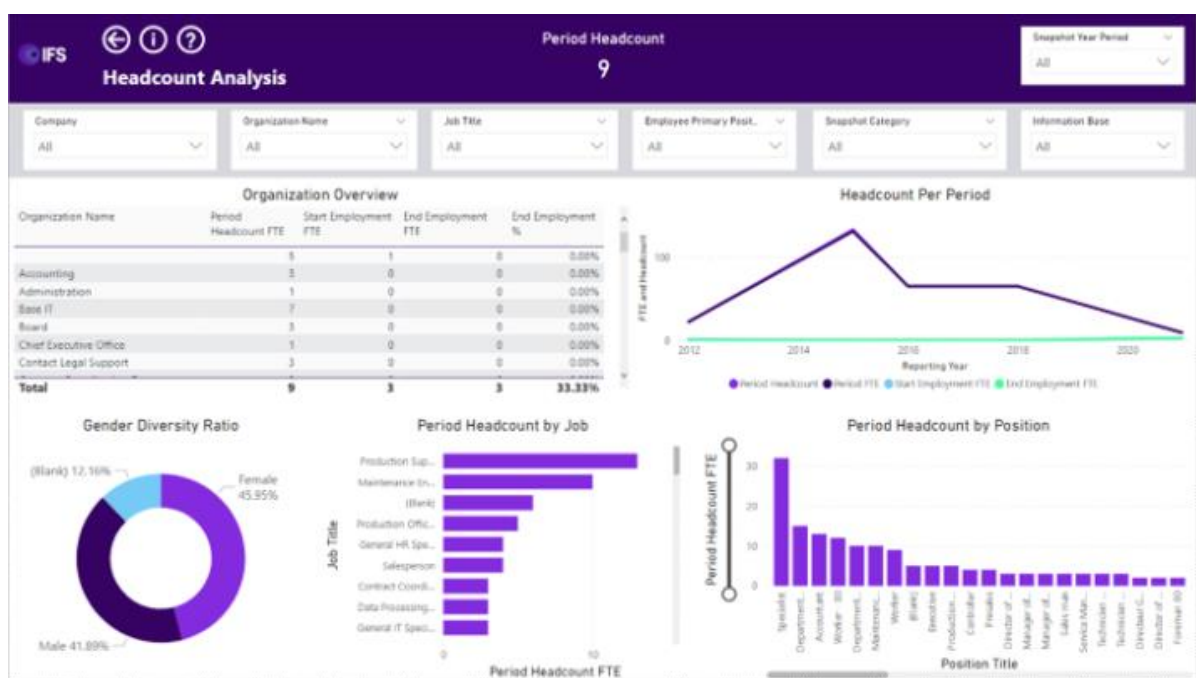 IFS
Headcount Analysis
Period Headcount
9
Snapshot Year Period
All
Company
All
Organization Name
All
Job Title
All
Employee Primary Posit..
All
Snapshot Category
All
Information Base
All
Organization Overview
Organization Name Period Headcount FTE Start Employment FTE End Employment FTE End Employment %
5 1 0 0.00%
Accounting 5 0 0 0.00%
Administration 1 0 0 0.00%
Base IT 7 0 0 0.00%
Board 3 0 0 0.00%
Chief Executive Office 1 0 0 0.00%
Contact Legal Support 3 0 0 0.00%
Total 9 3 3 33.33%
Headcount Per Period
FTE and Headcount
100
0
2012 2014 2016 2018 2020
Reporting Year
Period Headcount Period FTE Start Employment FTE End Employment FTE
Gender Diversity Ratio
(Blank) 12.16%
Female
45.95%
Male 41.89%
Period Headcount by Job
Job Title
Production Sup...
Maintenance En...
(Blank)
Production Offic...
General HR Spe...
Salesperson
Contract Coordi...
Data Processing...
General IT Speci...
0 10
Period Headcount FTE
Period Headcount by Position
Period Headcount FTE
30
20
10
0
Specialist
Department...
Accountant
Worker - 80
Department...
Maintenanc...
Worker
(Blank)
Executive
Production...
Controller
Director of ...
Manager of...
Manager of...
Sales man
Service Man...
Technician ...
Technician ...
Director of ...
Foreman 80
Position Title